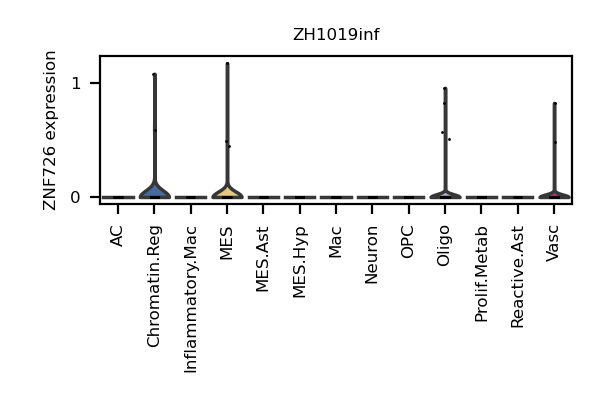 ZH1019inf
ZNF726 expression
1
0
AC
Chromatin.Reg
Inflammatory.Mac
MES
MES.Ast
MES.Hyp
Mac
Neuron
OPC
Oligo
Prolif.Metab
Reactive.Ast
Vasc